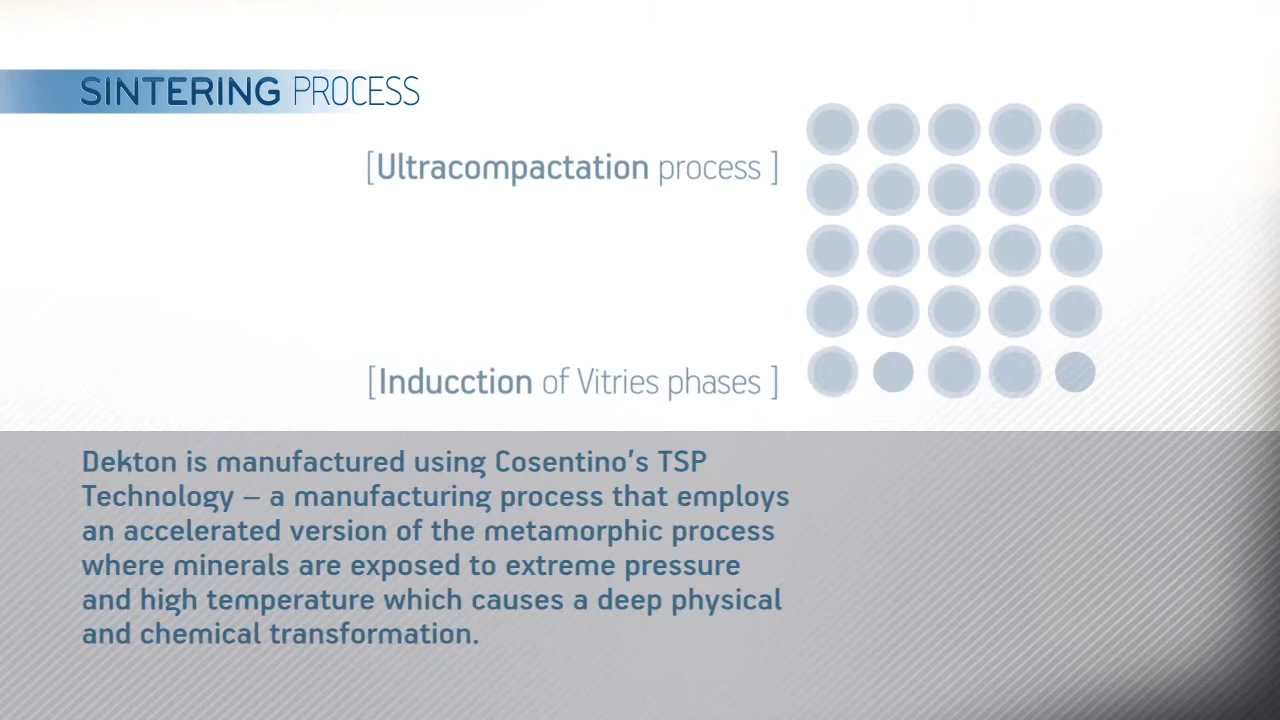 SINTERING PROCESS
[Ultracompactation process ]
[Inducction of Vitries phases ]
Dekton is manufactured using Cosentino's TSP
Technology – a manufacturing process that employs
an accelerated version of the metamorphic process
where minerals are exposed to extreme pressure
and high temperature which causes a deep physical
and chemical transformation.